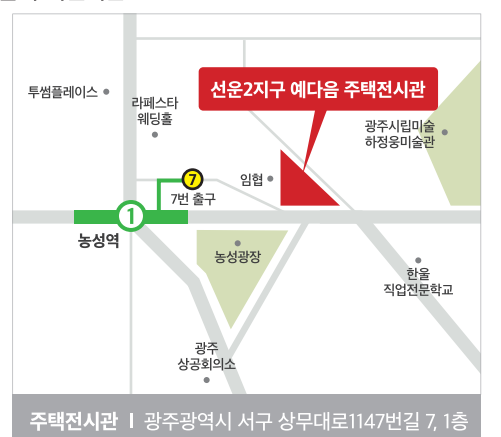 투썸플레이스
라페스타
웨딩홀
선운2지구 예다음 주택전시관
광주시립미술
하정웅미술관
7
7번 출구
임협
1
농성역
농성광장
한울
직업전문학교
광주
상공회의소
주택전시관 | 광주광역시 서구 상무대로1147번길 7, 1층